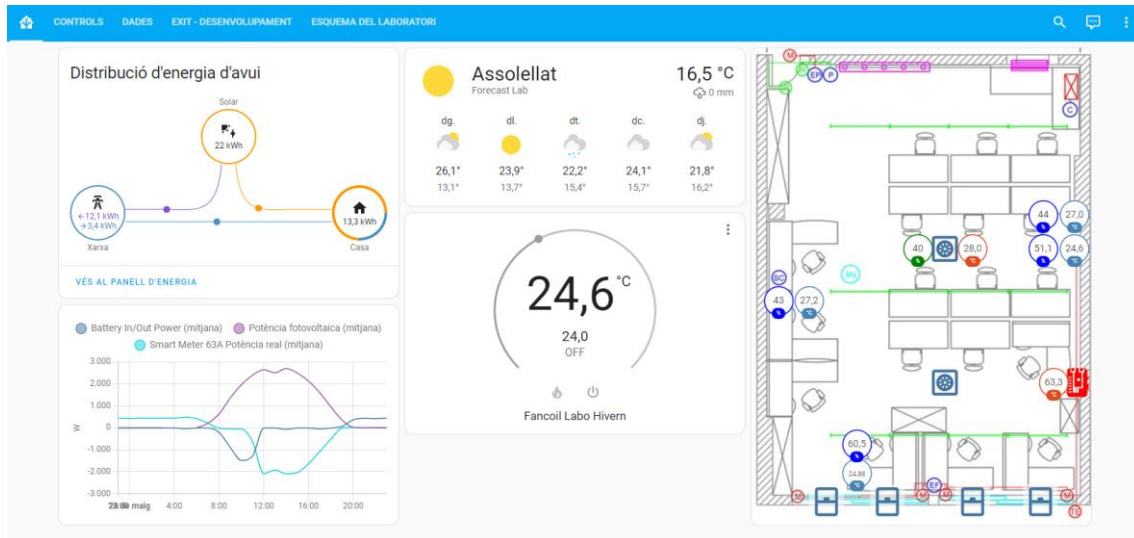 CONTROLS DADES EXIT - DESENVOLUPAMENT ESQUEMA DEL LABORATORI
Distribució d'energia d'avui
Solar
22 kWh
←12,1 kWh
→3,4 kWh
Xarxa
13,3 kWh
Casa
VÉS AL PANELL D'ENERGIA
Battery In/Out Power (mitjana) Potència fotovoltaica (mitjana)
Smart Meter 63A Potència real (mitjana)
3.000
2.000
1.000
0
-1.000
-2.000
-3.000
W
maig 4:00 8:00 12:00 16:00 20:00
Assolellat
Forecast Lab
16,5 °C
0 mm
dg. dl. dt. dc. dj.
26,1° 23,9° 22,2° 24,1° 21,8°
13,1° 13,7° 15,4° 15,7° 16,2°
24,6 °C
24,0
OFF
Fancoil Labo Hivern
M
EP P
C
44 % 27,0 °C
40 % 28,0 °C 51,1 % 24,6 °C
SC
43 % 27,2 °C
63,3 °C
60,5 %
24,88 °C
EF
M M M M
TE